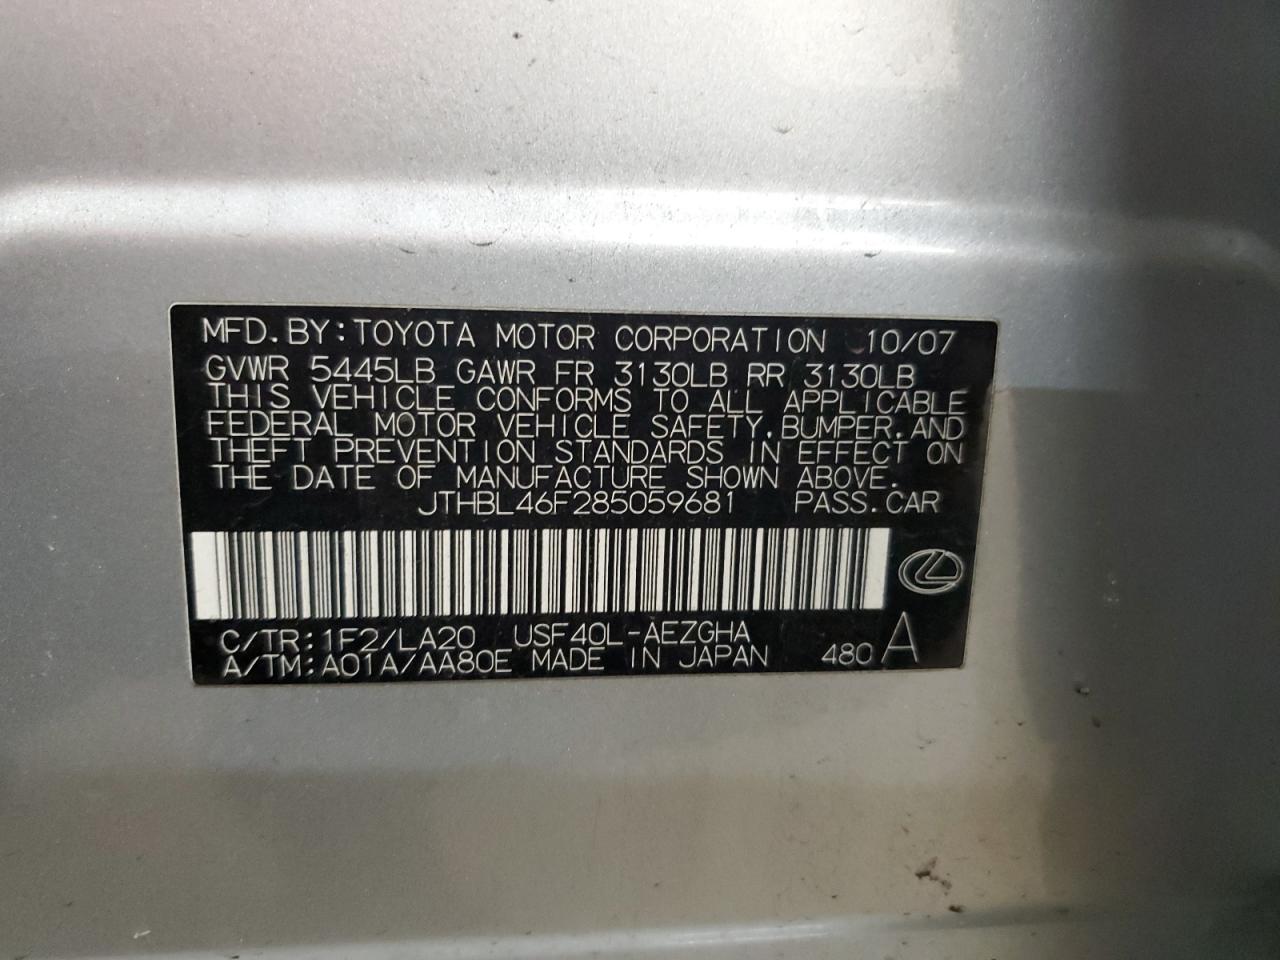 MFD.BY:TOYOTA MOTOR CORPORATION 10/07
GVWR 5445LB GAWR FR 3130LB RR 3130LB
THIS VEHICLE CONFORMS TO ALL APPLICABLE
FEDERAL MOTOR VEHICLE SAFETY,BUMPER,AND
THEFT PREVENTION STANDARDS IN EFFECT ON
THE DATE OF MANUFACTURE SHOWN ABOVE.
JTHBL46F285059681 PASS.CAR
C/TR:1F2/LA20 USF40L-AEZGHA
A/TM:A01A/AA80E MADE IN JAPAN 480 A